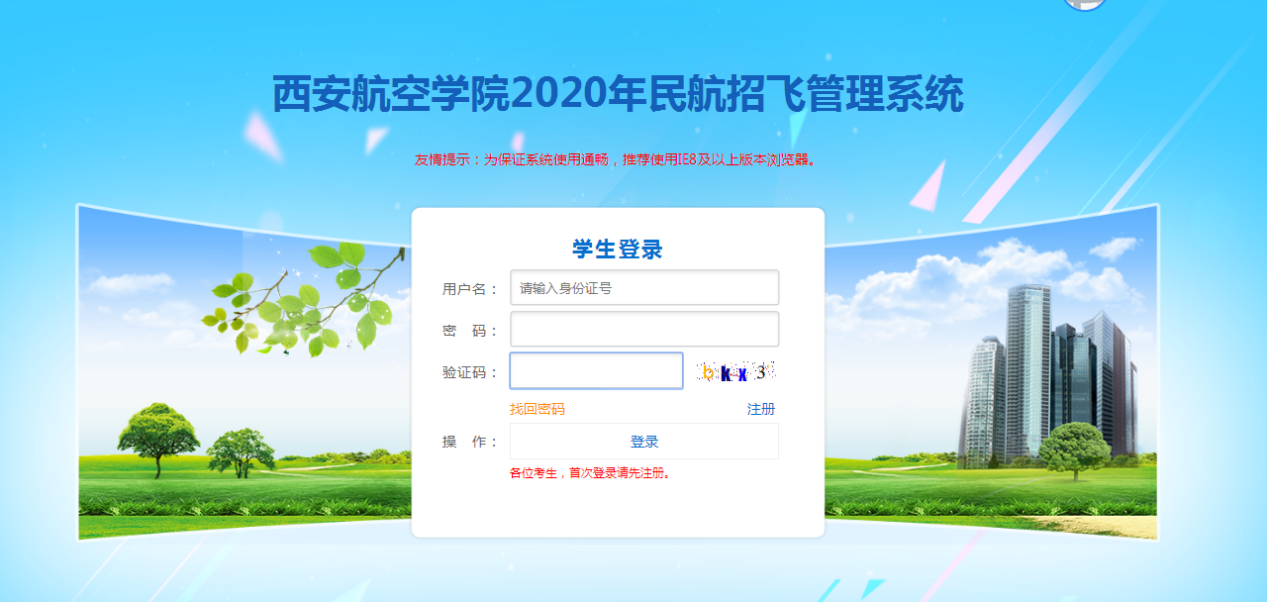 西安航空学院2020年民航招飞管理系统
友情提示：为保证系统使用通畅，推荐使用IE8及以上版本浏览器。
学生登录
用户名： 请输入身份证号
密 码：
验证码： bkx3
找回密码 注册
操 作： 登录
各位考生，首次登录请先注册。